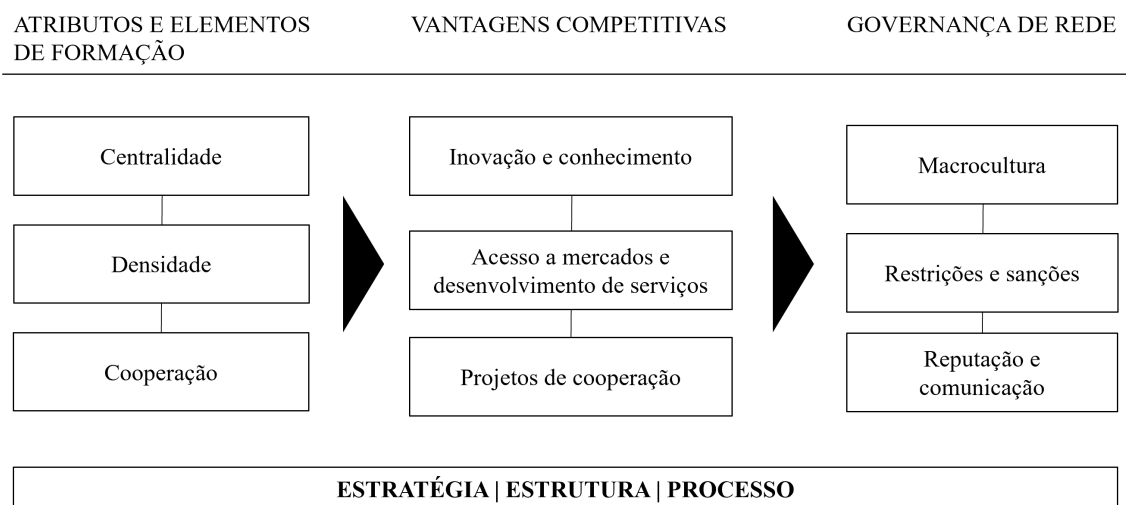 ATRIBUTOS E ELEMENTOS
DE FORMAÇÃO
VANTAGENS COMPETITIVAS
GOVERNANÇA DE REDE
Centralidade
Densidade
Cooperação
Inovação e conhecimento
Acesso a mercados e
desenvolvimento de serviços
Projetos de cooperação
Macrocultura
Restrições e sanções
Reputação e
comunicação
ESTRATÉGIA | ESTRUTURA | PROCESSO